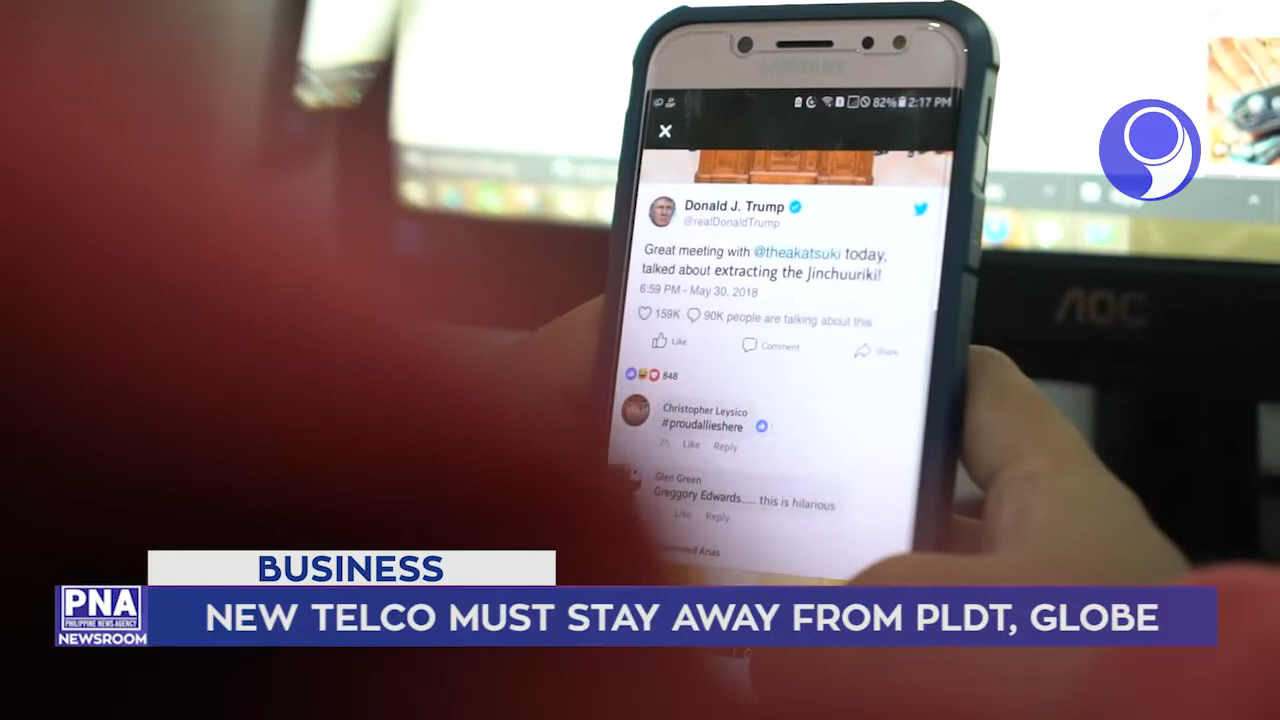 SAMSUNG
82% 2:17 PM
Donald J. Trump
@realDonaldTrump
Great meeting with @theakatsuki today,
talked about extracting the Jinchuuriki!
6:59 PM - May 30, 2018
159K 90K people are talking about this
Like Comment Share
848
Christopher Leysico
#proudallieshere
2h Like Reply
Glen Green
Greggory Edwards..... this is hilarious
Like Reply
Anas
AOC
BUSINESS
PNA
PHILIPPINE NEWS AGENCY
NEWSROOM
NEW TELCO MUST STAY AWAY FROM PLDT, GLOBE